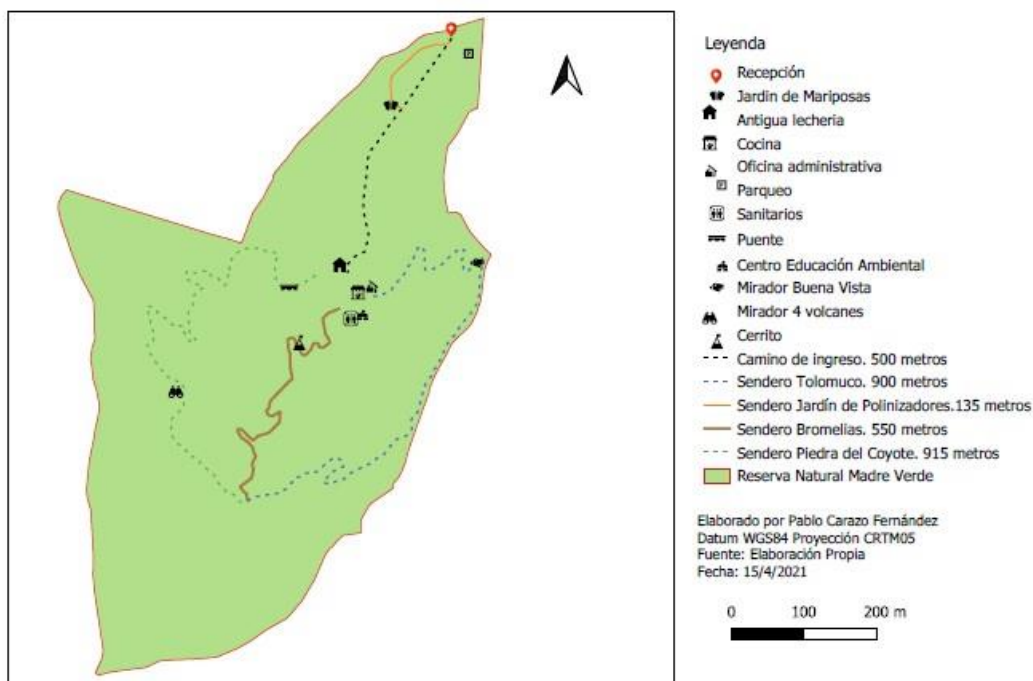 Leyenda
Recepción
Jardin de Mariposas
Antigua lecheria
Cocina
Oficina administrativa
P Parqueo
Sanitarios
Puente
Centro Educación Ambiental
Mirador Buena Vista
Mirador 4 volcanes
Cerrito
Camino de ingreso. 500 metros
Sendero Tolomuco. 900 metros
Sendero Jardín de Polinizadores.135 metros
Sendero Bromelias. 550 metros
Sendero Piedra del Coyote. 915 metros
Reserva Natural Madre Verde
Elaborado por Pablo Carazo Fernández
Datum WGS84 Proyección CRTM05
Fuente: Elaboración Propia
Fecha: 15/4/2021
0 100 200 m